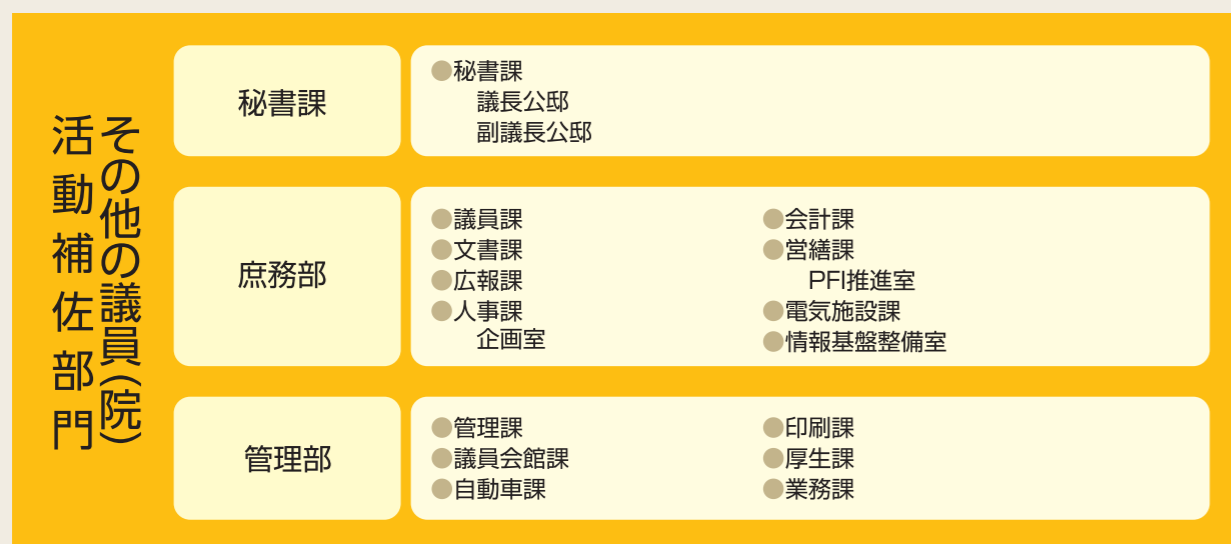 その他の議員(院)
活動補佐部門
秘書課
●秘書課
議長公邸
副議長公邸
庶務部
●議員課
●文書課
●広報課
●人事課
企画室
●会計課
●営繕課
PFI推進室
●電気施設課
●情報基盤整備室
管理部
●管理課
●議員会館課
●自動車課
●印刷課
●厚生課
●業務課